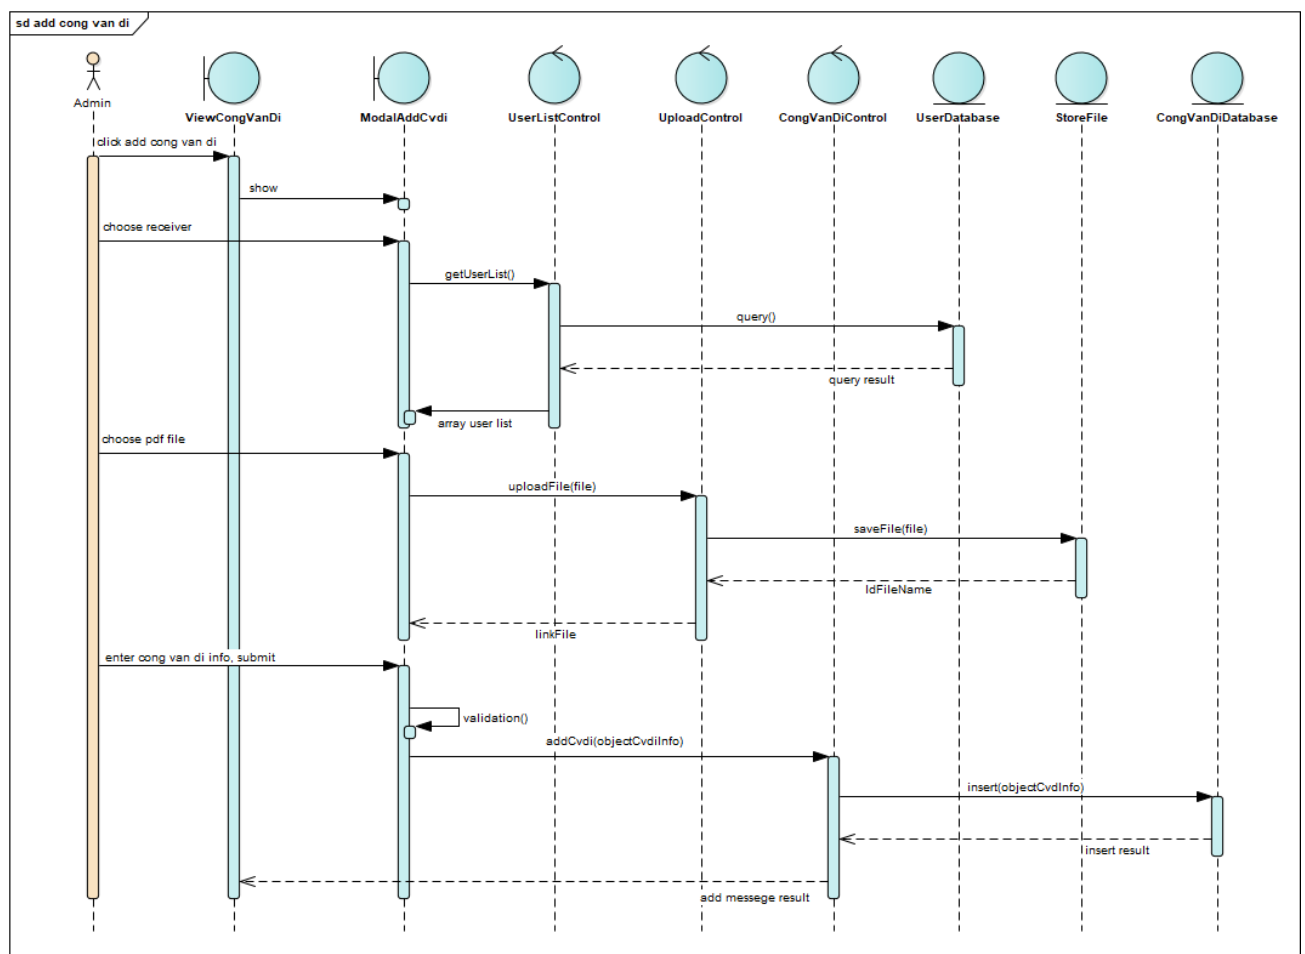 sd add cong van di
Admin
ViewCongVanDi
ModalAddCvdi
UserListControl
UploadControl
CongVanDiControl
UserDatabase
StoreFile
CongVanDiDatabase
click add cong van di
show
choose receiver
getUserList()
query()
query result
array user list
choose pdf file
uploadFile(file)
saveFile(file)
IdFileName
linkFile
enter cong van di info, submit
validation()
addCvdi(objectCvdiInfo)
insert(objectCvdInfo)
insert result
add messege result